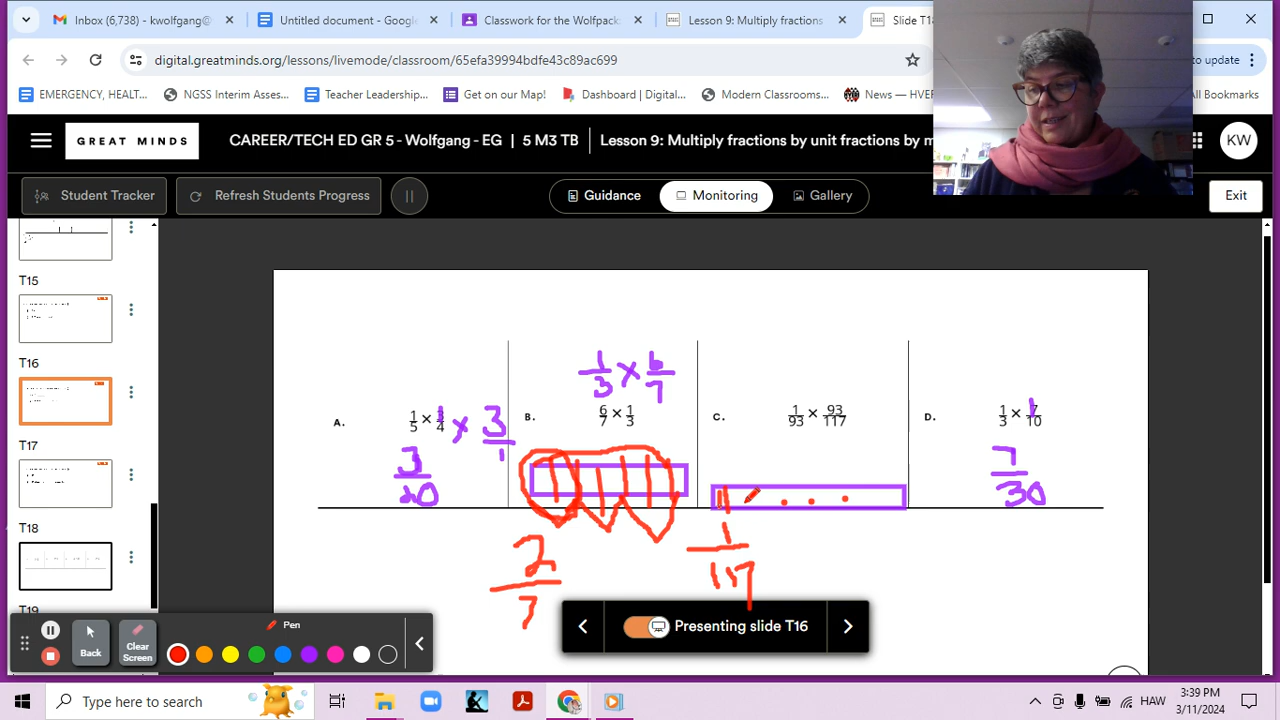 Inbox (6,738) - kwolfgang@
Untitled document - Google
Classwork for the Wolfpack
Lesson 9: Multiply fractions
Slide T1
digital.greatminds.org/lessons/livemode/classroom/65efa39994bdfe43c89ac699
to update
EMERGENCY, HEALT...
NGSS Interim Asses...
Teacher Leadership...
Get on our Map!
Dashboard | Digital...
Modern Classrooms...
News — HVER
All Bookmarks
GREAT MINDS
CAREER/TECH ED GR 5 - Wolfgang - EG | 5 M3 TB
Lesson 9: Multiply fractions by unit fractions by m
KW
Student Tracker
Refresh Students Progress
Guidance
Monitoring
Gallery
Exit
T15
T16
T17
T18
T19
1/3 × 6/7
A. 1/5 × 3/4 × 3/1
B. 6/7 × 1/3
C. 1/93 × 93/117
D. 1/3 × 7/10
3/20
7/30
2/7
1/117
Pen
Back
Clear Screen
Presenting slide T16
Type here to search
HAW
3:39 PM
3/11/2024